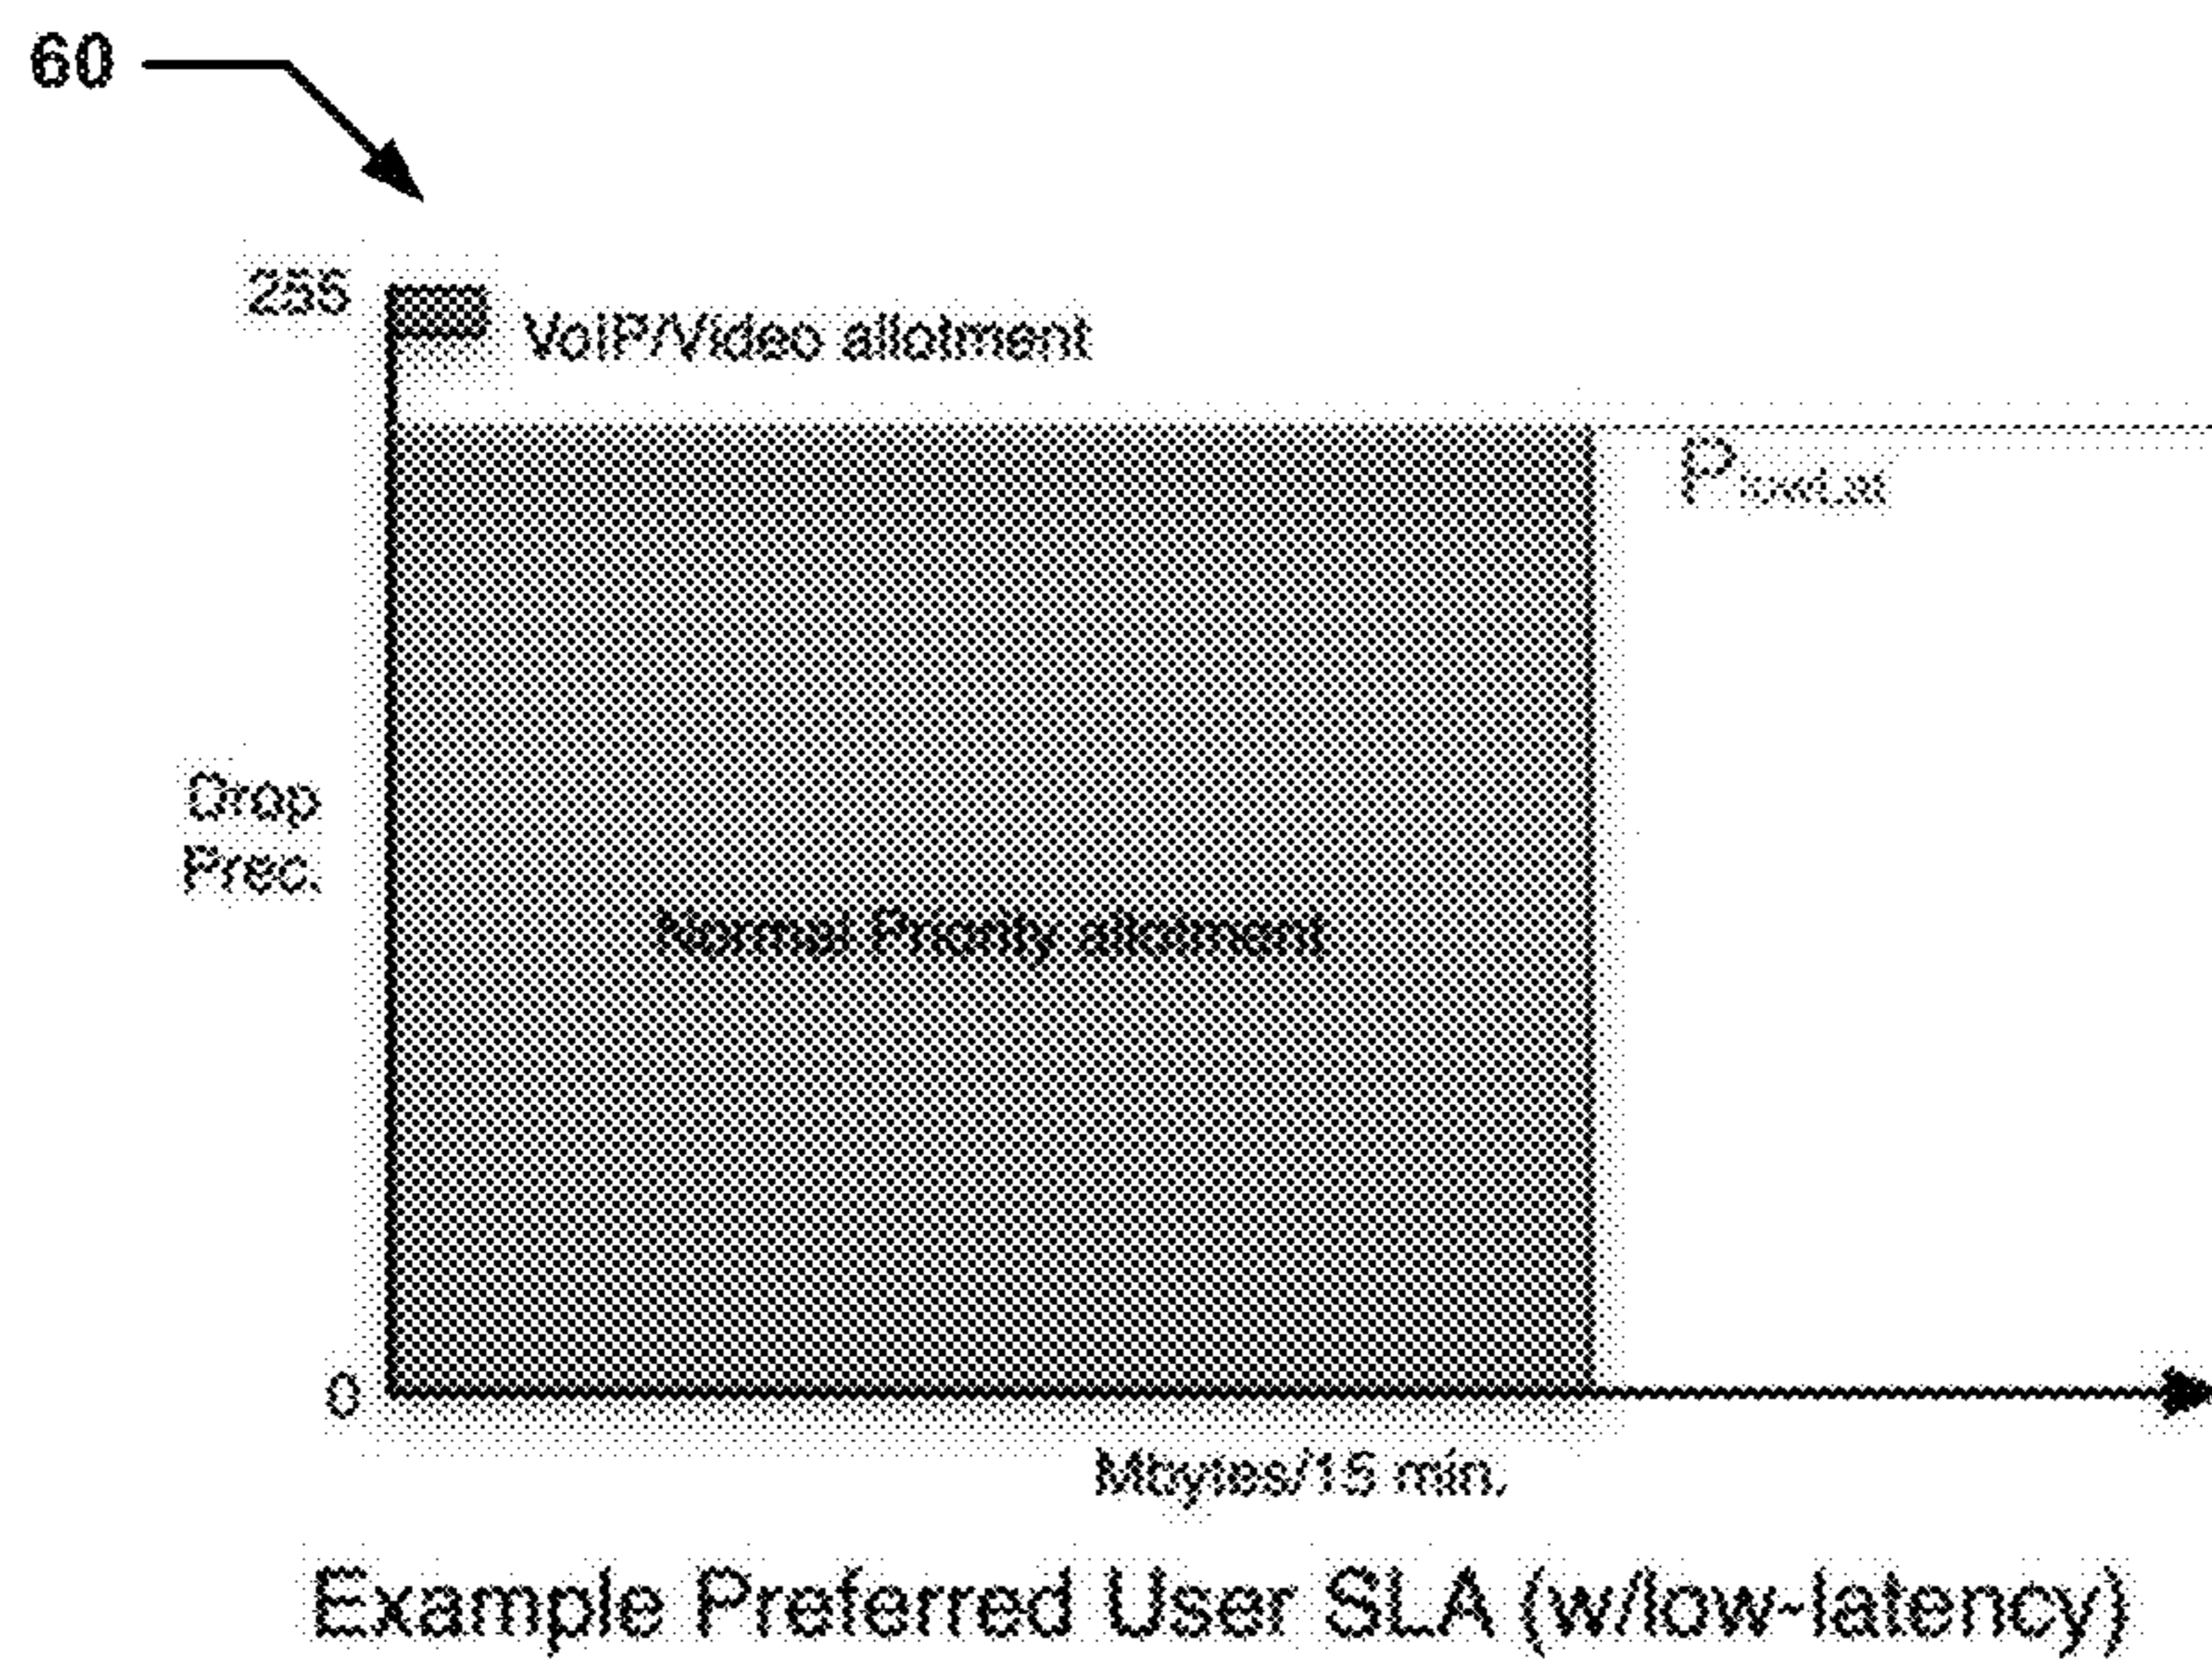 60
255
VoIP/Video allotment
PlowLat
Drop
Prec.
Normal Priority allotment
0
Mbytes/15 min.
Example Preferred User SLA (w/low-latency)